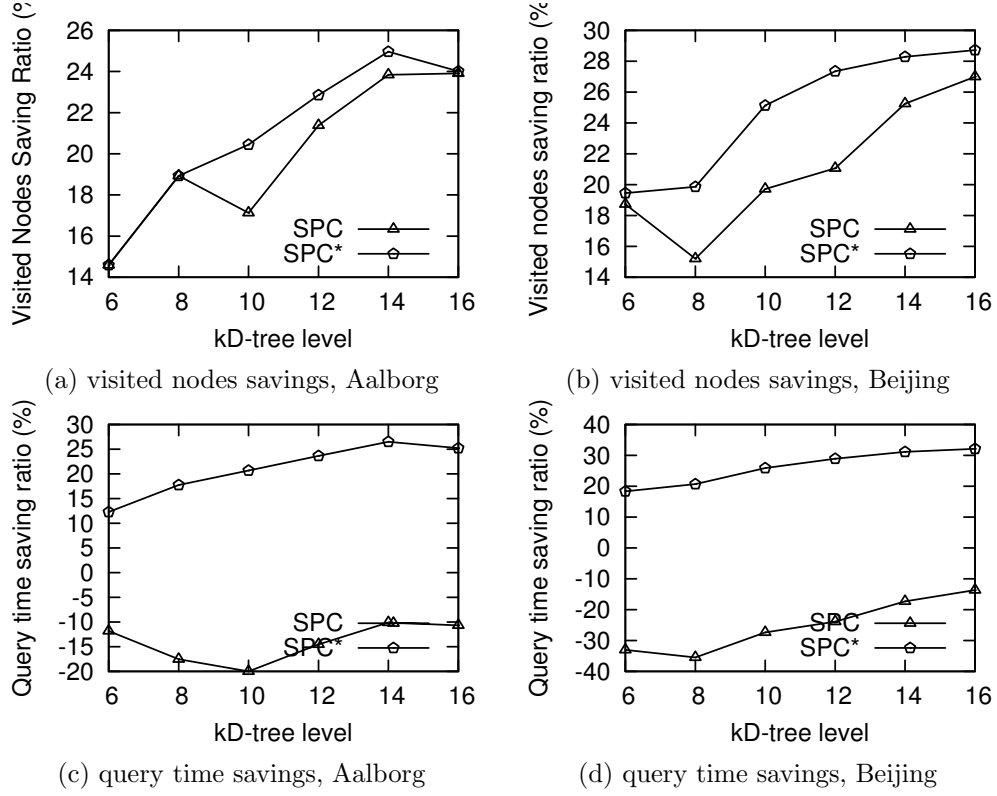 Visited Nodes Saving Ratio (%
26
24
22
20
18
16
14
6 8 10 12 14 16
SPC
SPC*
kD-tree level
(a) visited nodes savings, Aalborg
Visited nodes saving ratio (%)
30
28
26
24
22
20
18
16
14
6 8 10 12 14 16
SPC
SPC*
kD-tree level
(b) visited nodes savings, Beijing
Query time saving ratio (%)
30
25
20
15
10
5
0
-5
-10
-15
-20
6 8 10 12 14 16
SPC
SPC*
kD-tree level
(c) query time savings, Aalborg
Query time saving ratio (%)
40
30
20
10
0
-10
-20
-30
-40
6 8 10 12 14 16
SPC
SPC*
kD-tree level
(d) query time savings, Beijing